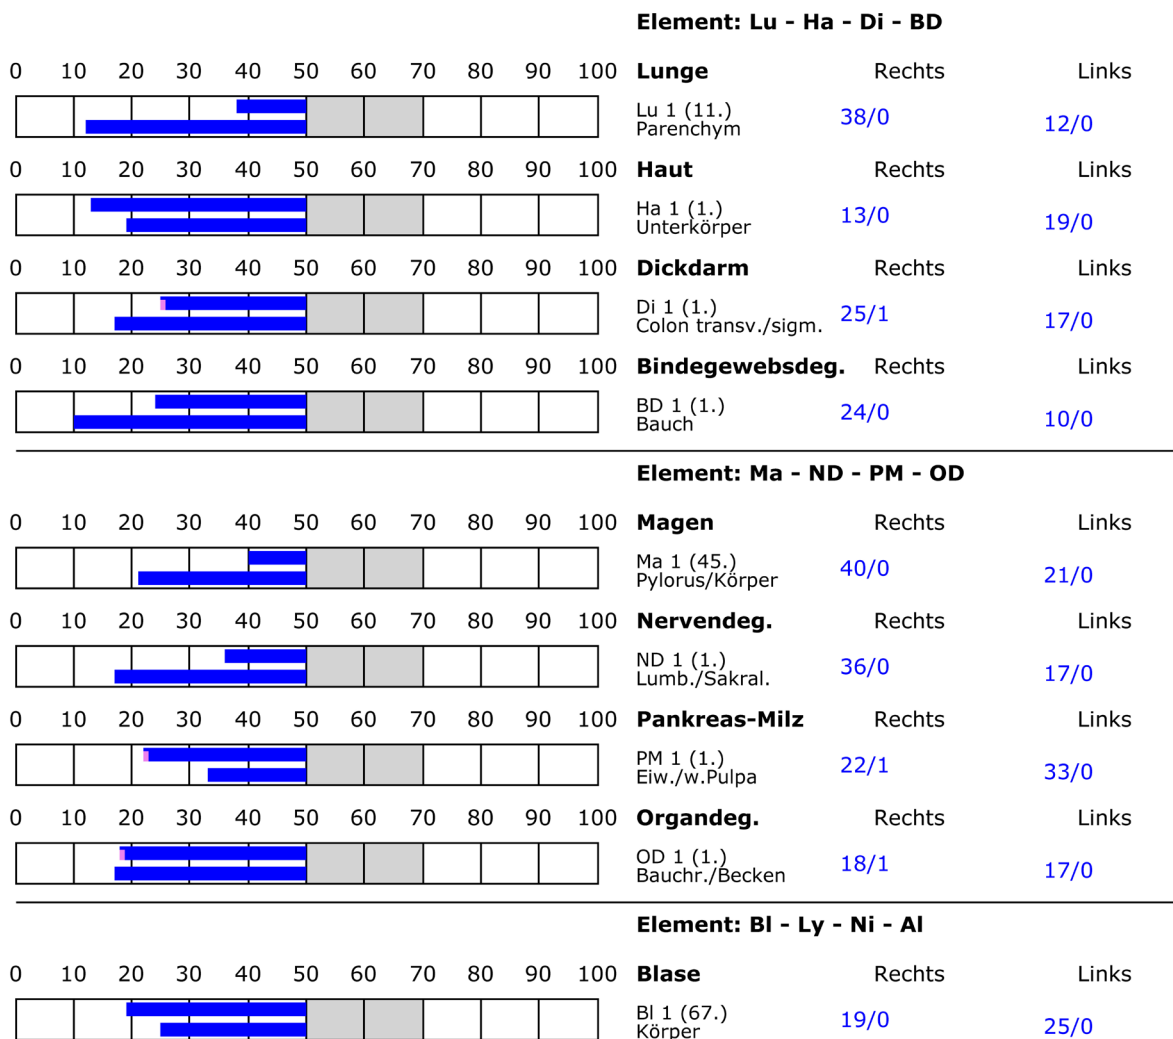 Element: Lu - Ha - Di - BD
0 10 20 30 40 50 60 70 80 90 100 Lunge Rechts Links
Lu 1 (11.) 38/0 12/0
Parenchym
0 10 20 30 40 50 60 70 80 90 100 Haut Rechts Links
Ha 1 (1.) 13/0 19/0
Unterkörper
0 10 20 30 40 50 60 70 80 90 100 Dickdarm Rechts Links
Di 1 (1.) 25/1 17/0
Colon transv./sigm.
0 10 20 30 40 50 60 70 80 90 100 Bindegewebsdeg. Rechts Links
BD 1 (1.) 24/0 10/0
Bauch
Element: Ma - ND - PM - OD
0 10 20 30 40 50 60 70 80 90 100 Magen Rechts Links
Ma 1 (45.) 40/0 21/0
Pylorus/Körper
0 10 20 30 40 50 60 70 80 90 100 Nervendeg. Rechts Links
ND 1 (1.) 36/0 17/0
Lumb./Sakral.
0 10 20 30 40 50 60 70 80 90 100 Pankreas-Milz Rechts Links
PM 1 (1.) 22/1 33/0
Eiw./w.Pulpa
0 10 20 30 40 50 60 70 80 90 100 Organdeg. Rechts Links
OD 1 (1.) 18/1 17/0
Bauchr./Becken
Element: Bl - Ly - Ni - Al
0 10 20 30 40 50 60 70 80 90 100 Blase Rechts Links
Bl 1 (67.) 19/0 25/0
Körper